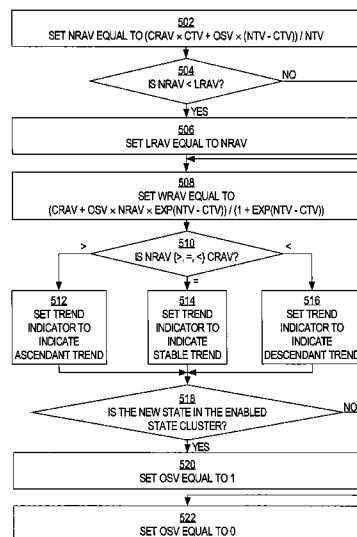 502
SET NRAV EQUAL TO (CRAV × CTV + OSV × (NTV - CTV)) / NTV
504
IS NRAV < LRAV?
NO
YES
506
SET LRAV EQUAL TO NRAV
508
SET WRAV EQUAL TO
(CRAV + OSV × NRAV × EXP(NTV - CTV)) / (1 + EXP(NTV - CTV))
510
IS NRAV {>, =, <} CRAV?
>
<
=
512
SET TREND
INDICATOR TO
INDICATE
ASCENDANT TREND
514
SET TREND
INDICATOR TO
INDICATE
STABLE TREND
516
SET TREND
INDICATOR TO
INDICATE
DESCENDANT TREND
518
IS THE NEW STATE IN THE ENABLED
STATE CLUSTER?
NO
YES
520
SET OSV EQUAL TO 1
522
SET OSV EQUAL TO 0